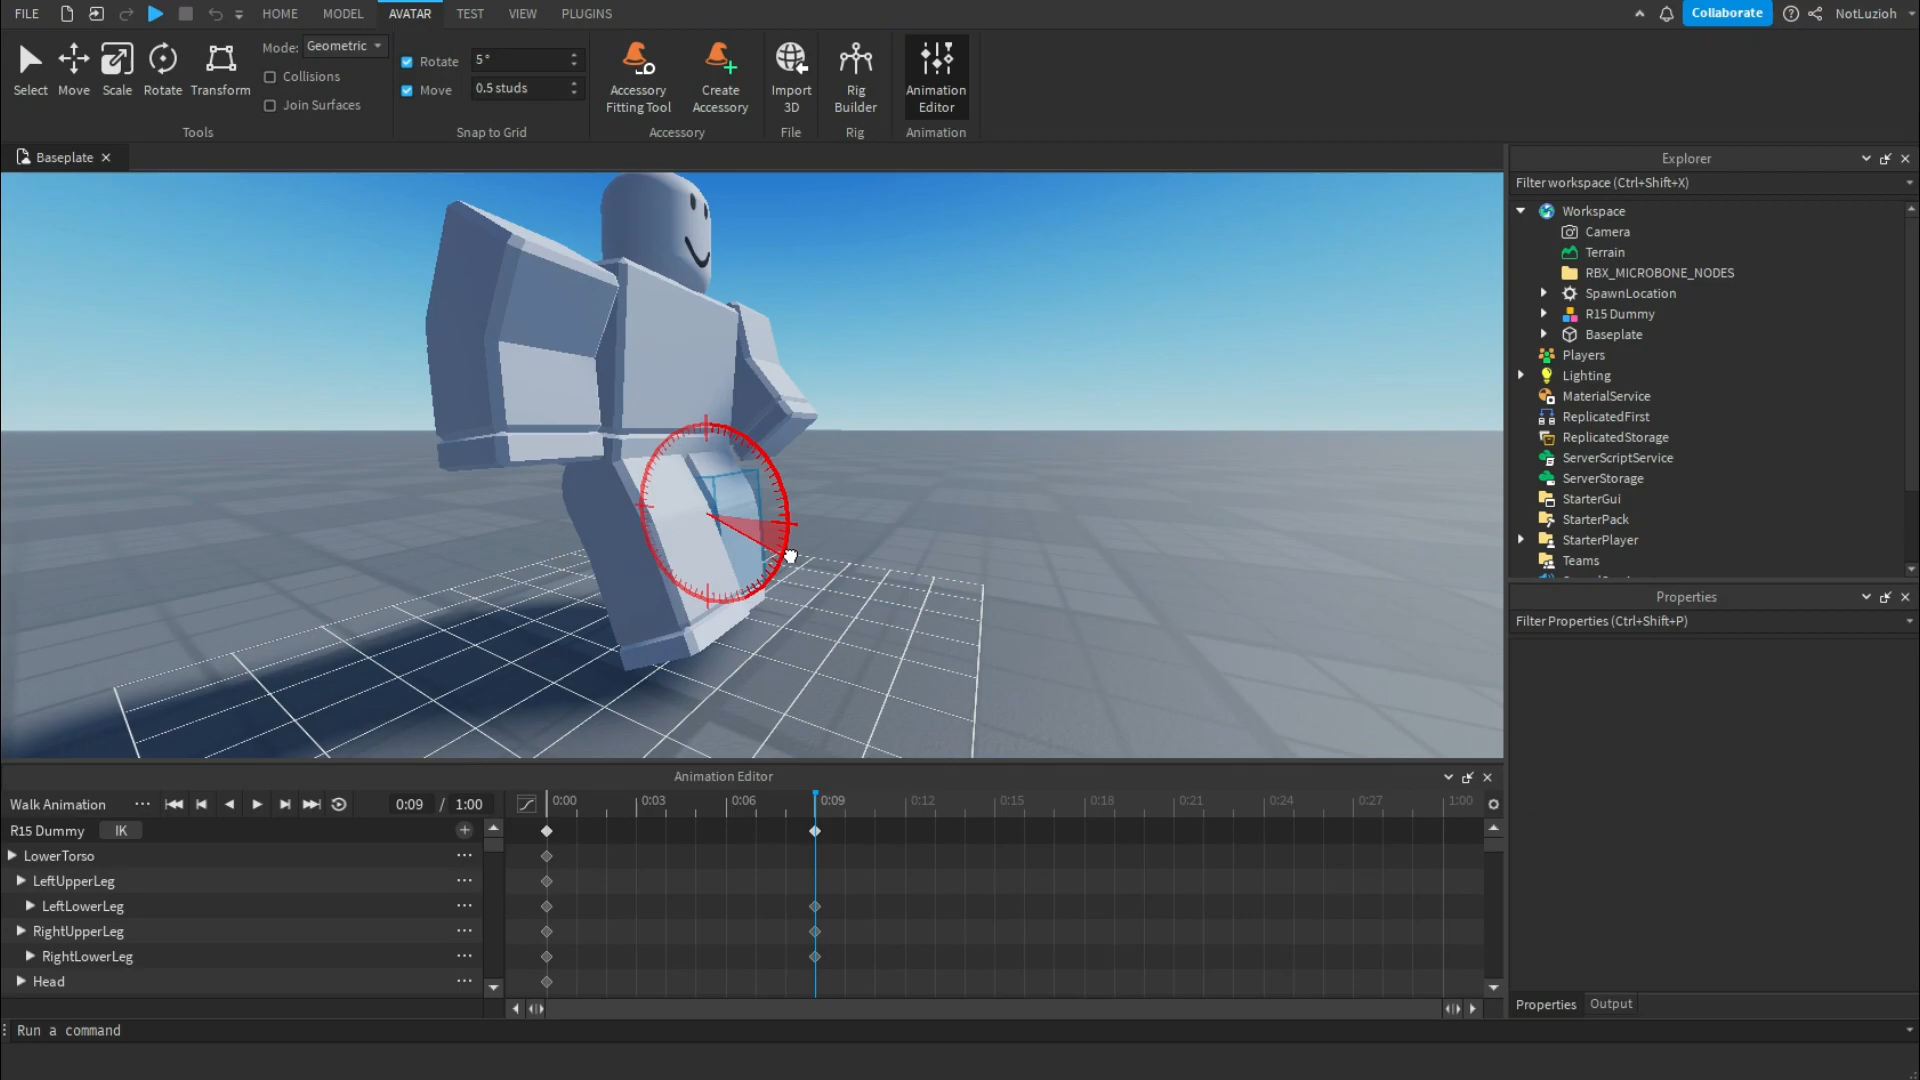 FILE
HOME
MODEL
AVATAR
TEST
VIEW
PLUGINS
Collaborate
NotLuzioh
Select
Move
Scale
Rotate
Transform
Mode: Geometric
Collisions
Join Surfaces
Tools
Rotate 5°
Move 0.5 studs
Snap to Grid
Accessory
Fitting Tool
Create
Accessory
Accessory
Import
3D
File
Rig
Builder
Rig
Animation
Editor
Animation
Baseplate
Explorer
Filter workspace (Ctrl+Shift+X)
Workspace
Camera
Terrain
RBX_MICROBONE_NODES
SpawnLocation
R15 Dummy
Baseplate
Players
Lighting
MaterialService
ReplicatedFirst
ReplicatedStorage
ServerScriptService
ServerStorage
StarterGui
StarterPack
StarterPlayer
Teams
Properties
Filter Properties (Ctrl+Shift+P)
Properties
Output
Animation Editor
Walk Animation
0:09 / 1:00
0:00 0:03 0:06 0:09 0:12 0:15 0:18 0:21 0:24 0:27 1:00
R15 Dummy IK
LowerTorso
LeftUpperLeg
LeftLowerLeg
RightUpperLeg
RightLowerLeg
Head
Run a command